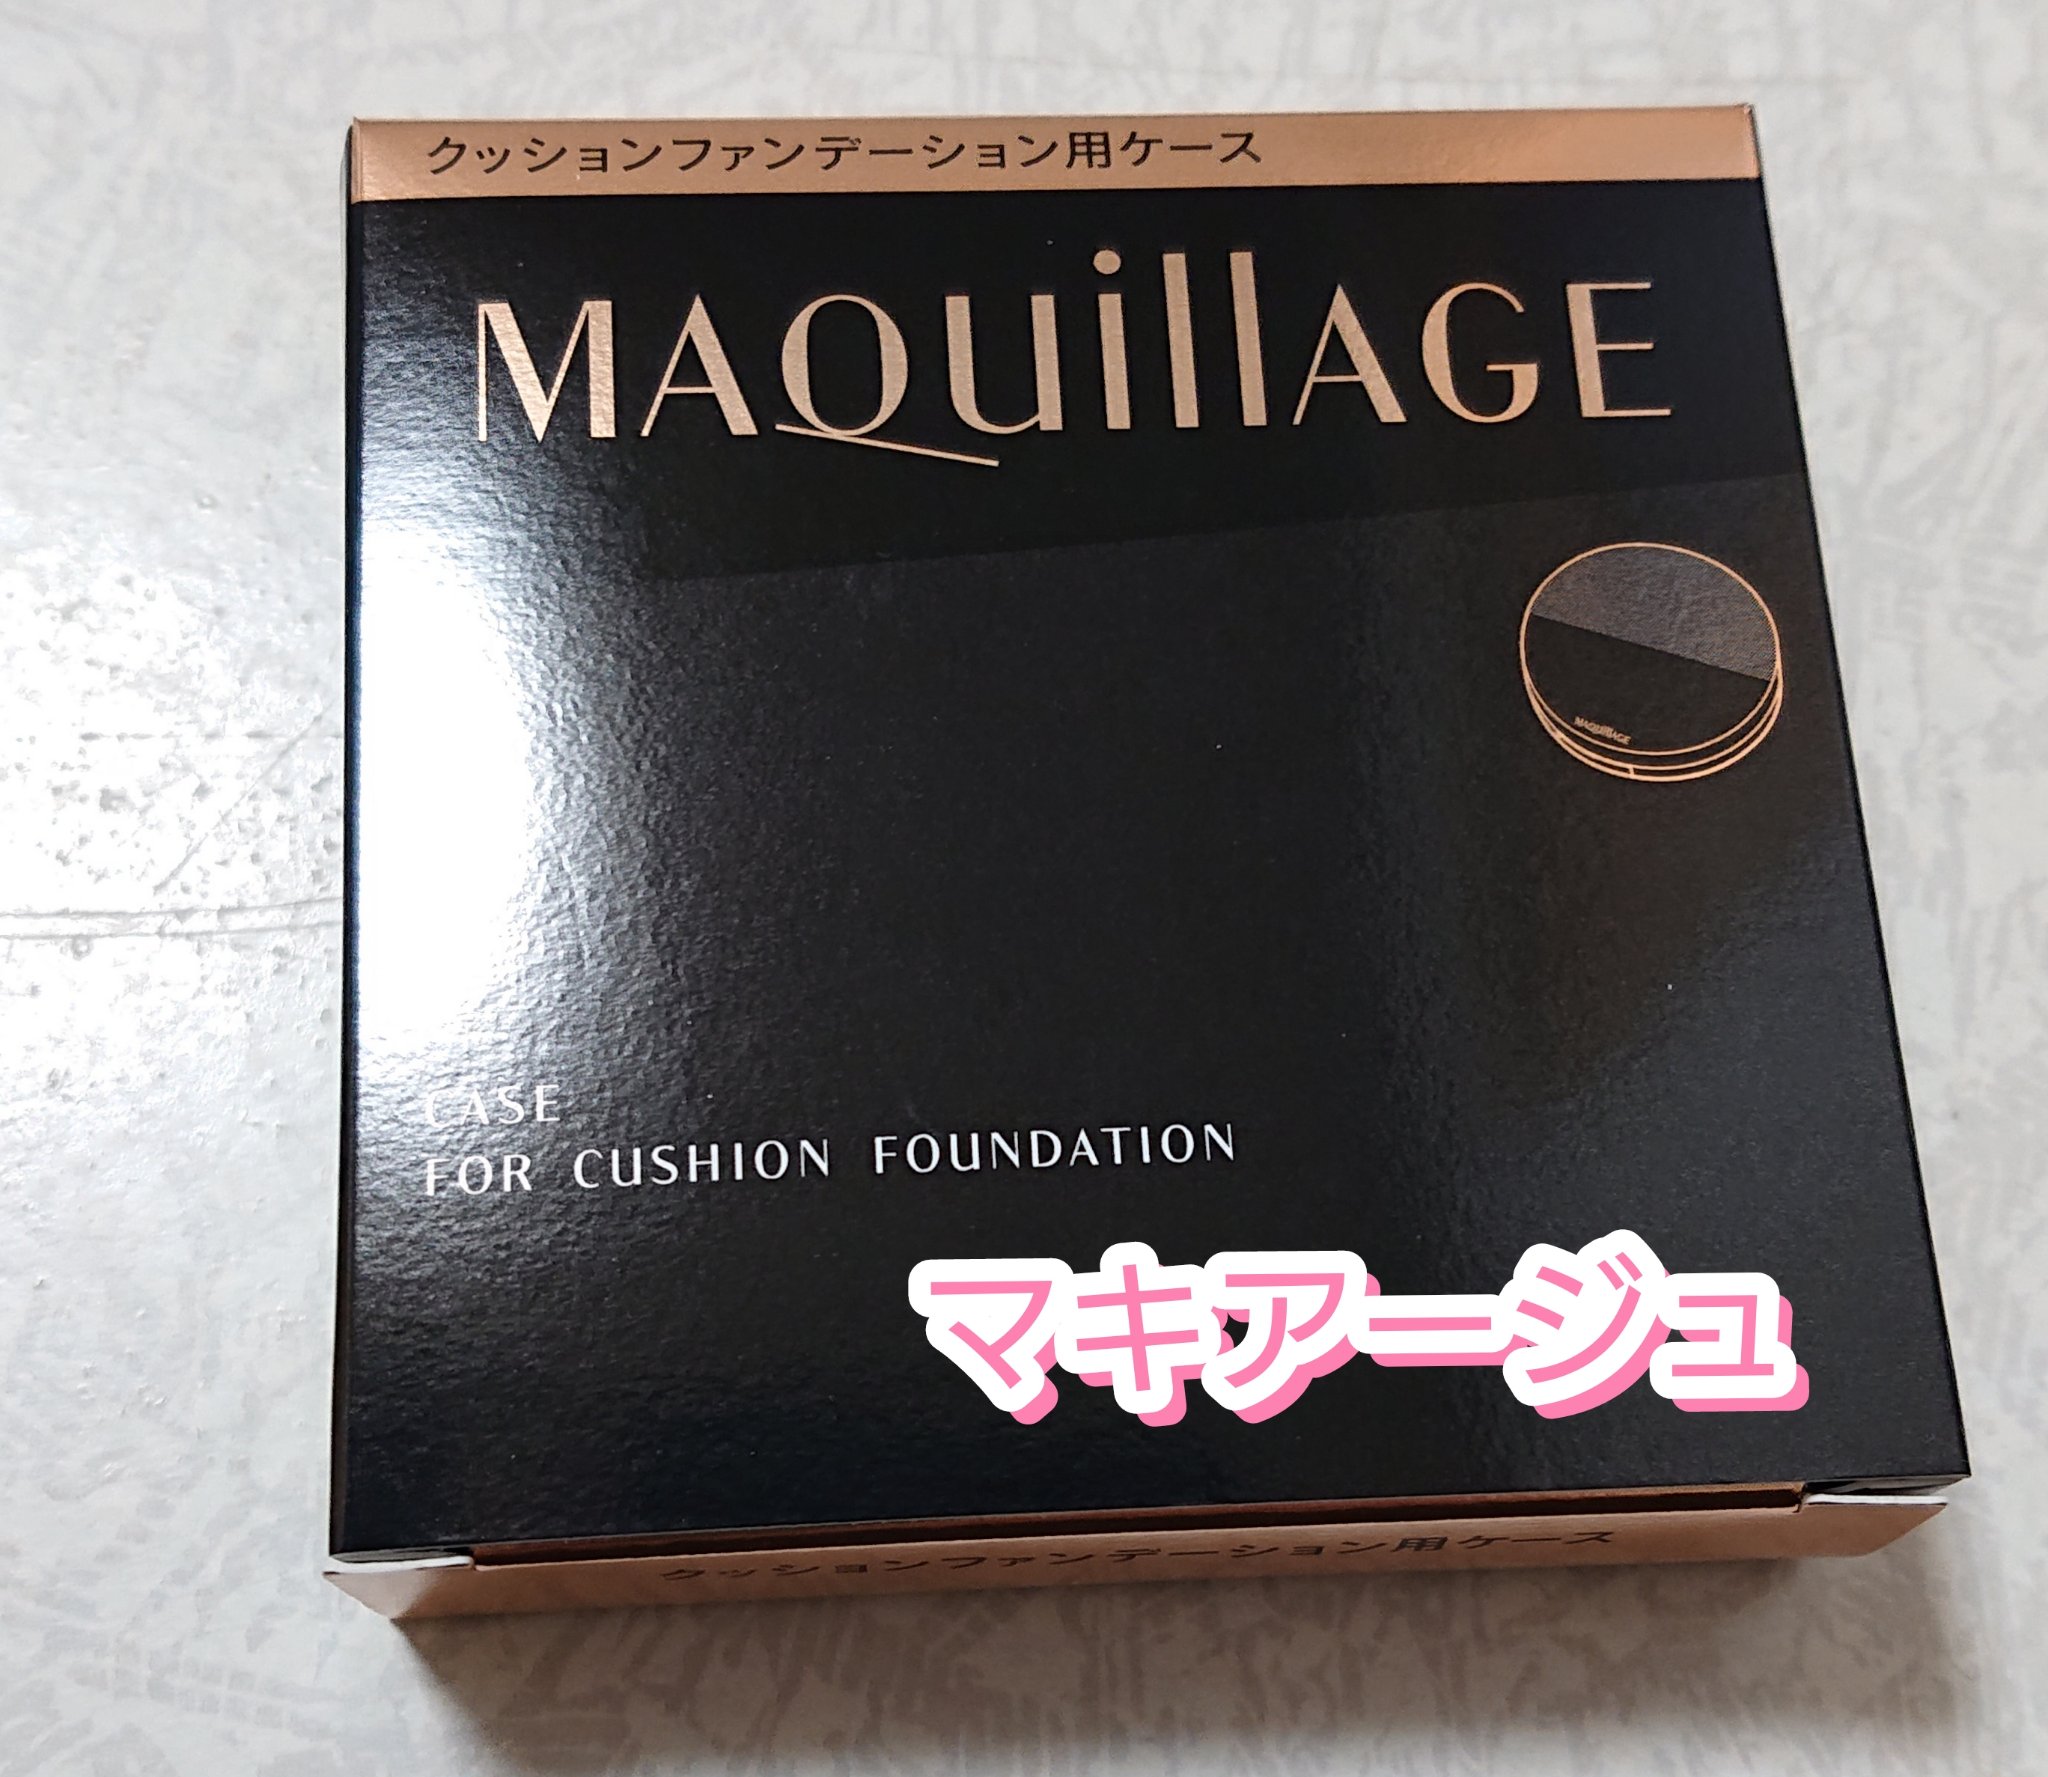 クッションファンデーション用ケース
MAQuillAGE
MAQuillAGE
CASE
FOR CUSHION FOUNDATION
マキアージュ
クッションファンデーション用ケース